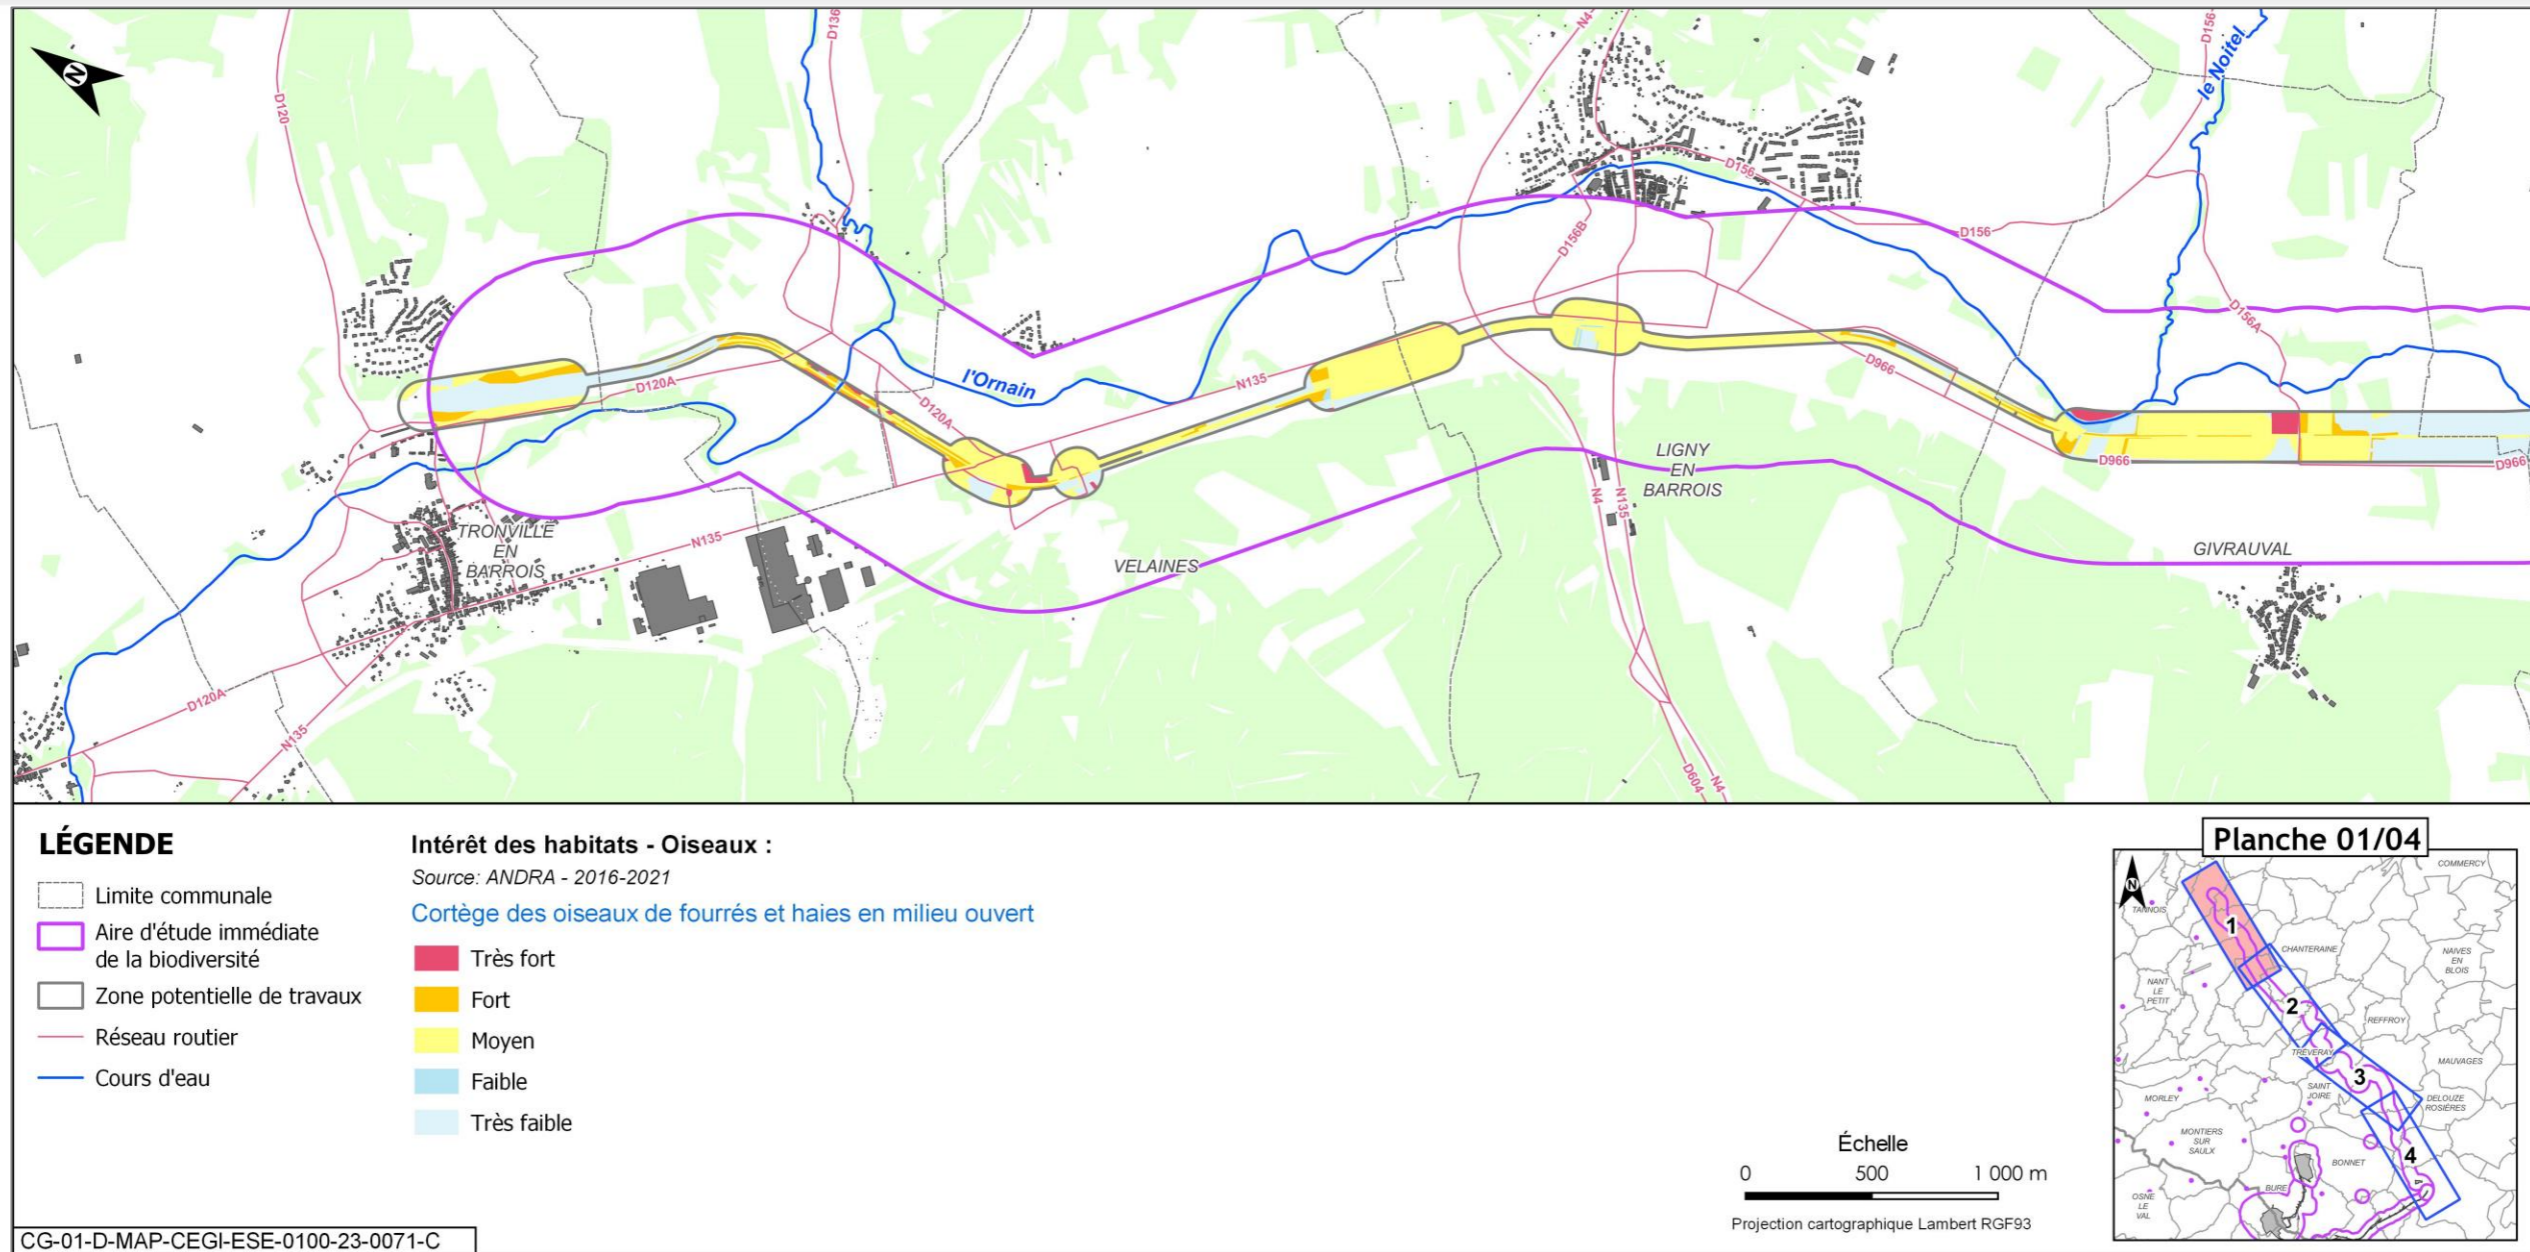 N
D120
D136
N4
D156
le Noitel
D156
D156B
D156
D156A
l'Ornain
N135
D120A
D120A
D966
D966
D966
LIGNY
EN
BARROIS
N4
N135
TRONVILLE
EN
BARROIS
N135
VELAINES
GIVRAUVAL
D120A
N135
D604
N4
LÉGENDE
Limite communale
Aire d'étude immédiate
de la biodiversité
Zone potentielle de travaux
Réseau routier
Cours d'eau
Intérêt des habitats - Oiseaux :
Source: ANDRA - 2016-2021
Cortège des oiseaux de fourrés et haies en milieu ouvert
Très fort
Fort
Moyen
Faible
Très faible
Échelle
0 500 1 000 m
Projection cartographique Lambert RGF93
Planche 01/04
N
COMMERCY
TANNOIS
1
CHANTERAINE
NAIVES
EN
BLOIS
NANT
LE
PETIT
2
REFFROY
TRÉVERAY
MAUVAGES
3
SAINT
JOIRE
MORLEY
DELOUZE
ROSIÈRES
MONTIERS
SUR
SAULX
BONNET
4
BURE
OSNE
LE
VAL
CG-01-D-MAP-CEGI-ESE-0100-23-0071-C